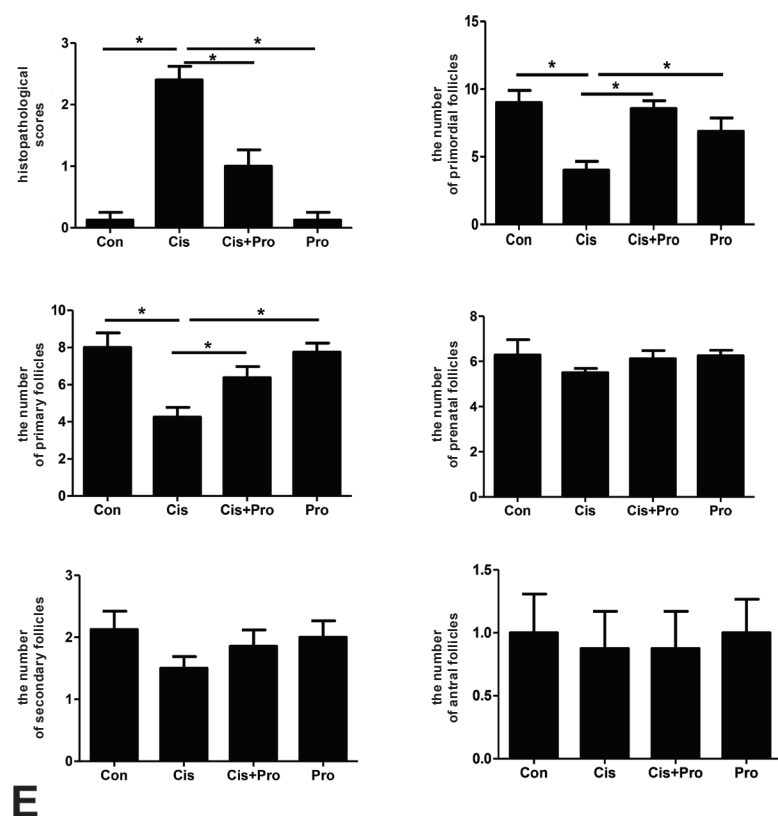 histopathological
scores
3
2
1
0
*
*
*
Con Cis Cis+Pro Pro
the number
of primordial follicles
15
10
5
0
*
*
*
Con Cis Cis+Pro Pro
the number
of primary follicles
10
8
6
4
2
0
*
*
*
Con Cis Cis+Pro Pro
the number
of prenatal follicles
8
6
4
2
0
Con Cis Cis+Pro Pro
the number
of secondary follicles
3
2
1
0
Con Cis Cis+Pro Pro
the number
of antral follicles
1.5
1.0
0.5
0.0
Con Cis Cis+Pro Pro
E